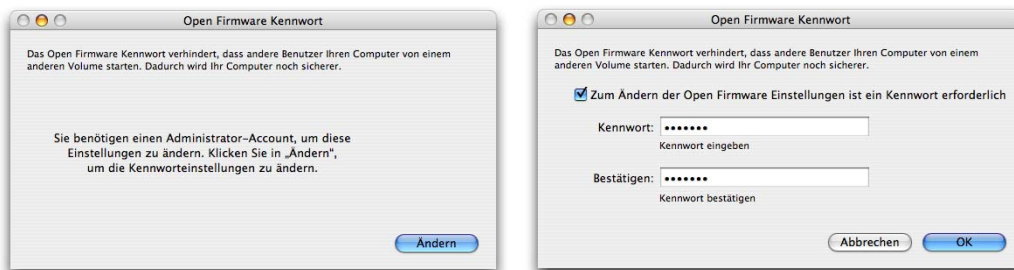 Open Firmware Kennwort
Das Open Firmware Kennwort verhindert, dass andere Benutzer Ihren Computer von einem
anderen Volume starten. Dadurch wird Ihr Computer noch sicherer.
Sie benötigen einen Administrator-Account, um diese
Einstellungen zu ändern. Klicken Sie in „Ändern“,
um die Kennworteinstellungen zu ändern.
Ändern
Open Firmware Kennwort
Das Open Firmware Kennwort verhindert, dass andere Benutzer Ihren Computer von einem
anderen Volume starten. Dadurch wird Ihr Computer noch sicherer.
Zum Ändern der Open Firmware Einstellungen ist ein Kennwort erforderlich
Kennwort: •••••••
Kennwort eingeben
Bestätigen: •••••••
Kennwort bestätigen
Abbrechen OK